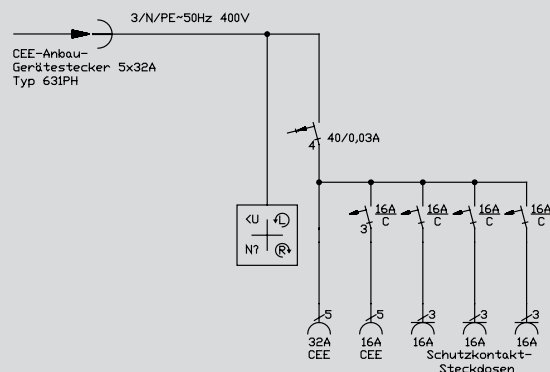 3/N/PE~50Hz 400V
CEE-Anbau-
Gerätestecker 5x32A
Typ 631PH
40/0,03A
4
<U L
N? R
16A 16A 16A 16A
C C C C
3
5 5 3 3 3
32A 16A 16A 16A 16A
CEE CEE Schutzkontakt-
Steckdosen